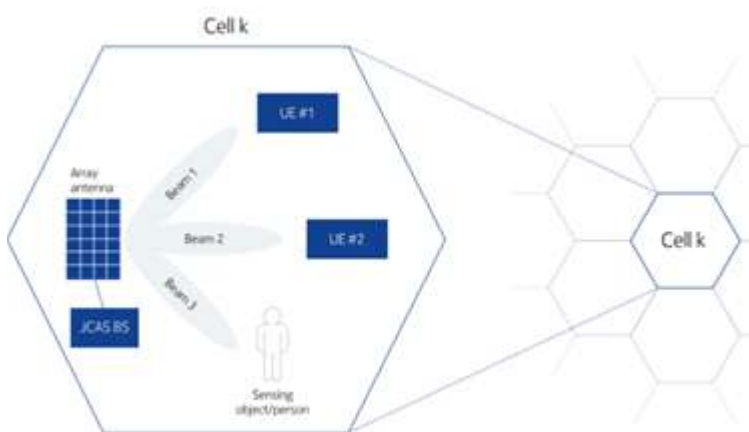 Cell k
UE #1
Array
antenna
Beam 1
Beam 2
UE #2
Beam 3
JCAS BS
Sensing
object/person
Cell k